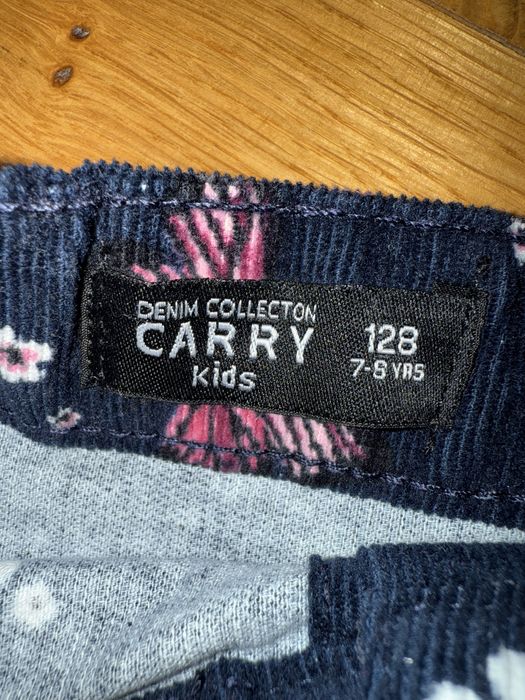 DENIM COLLECTON
CARRY
Kids
128
7-8 YRS